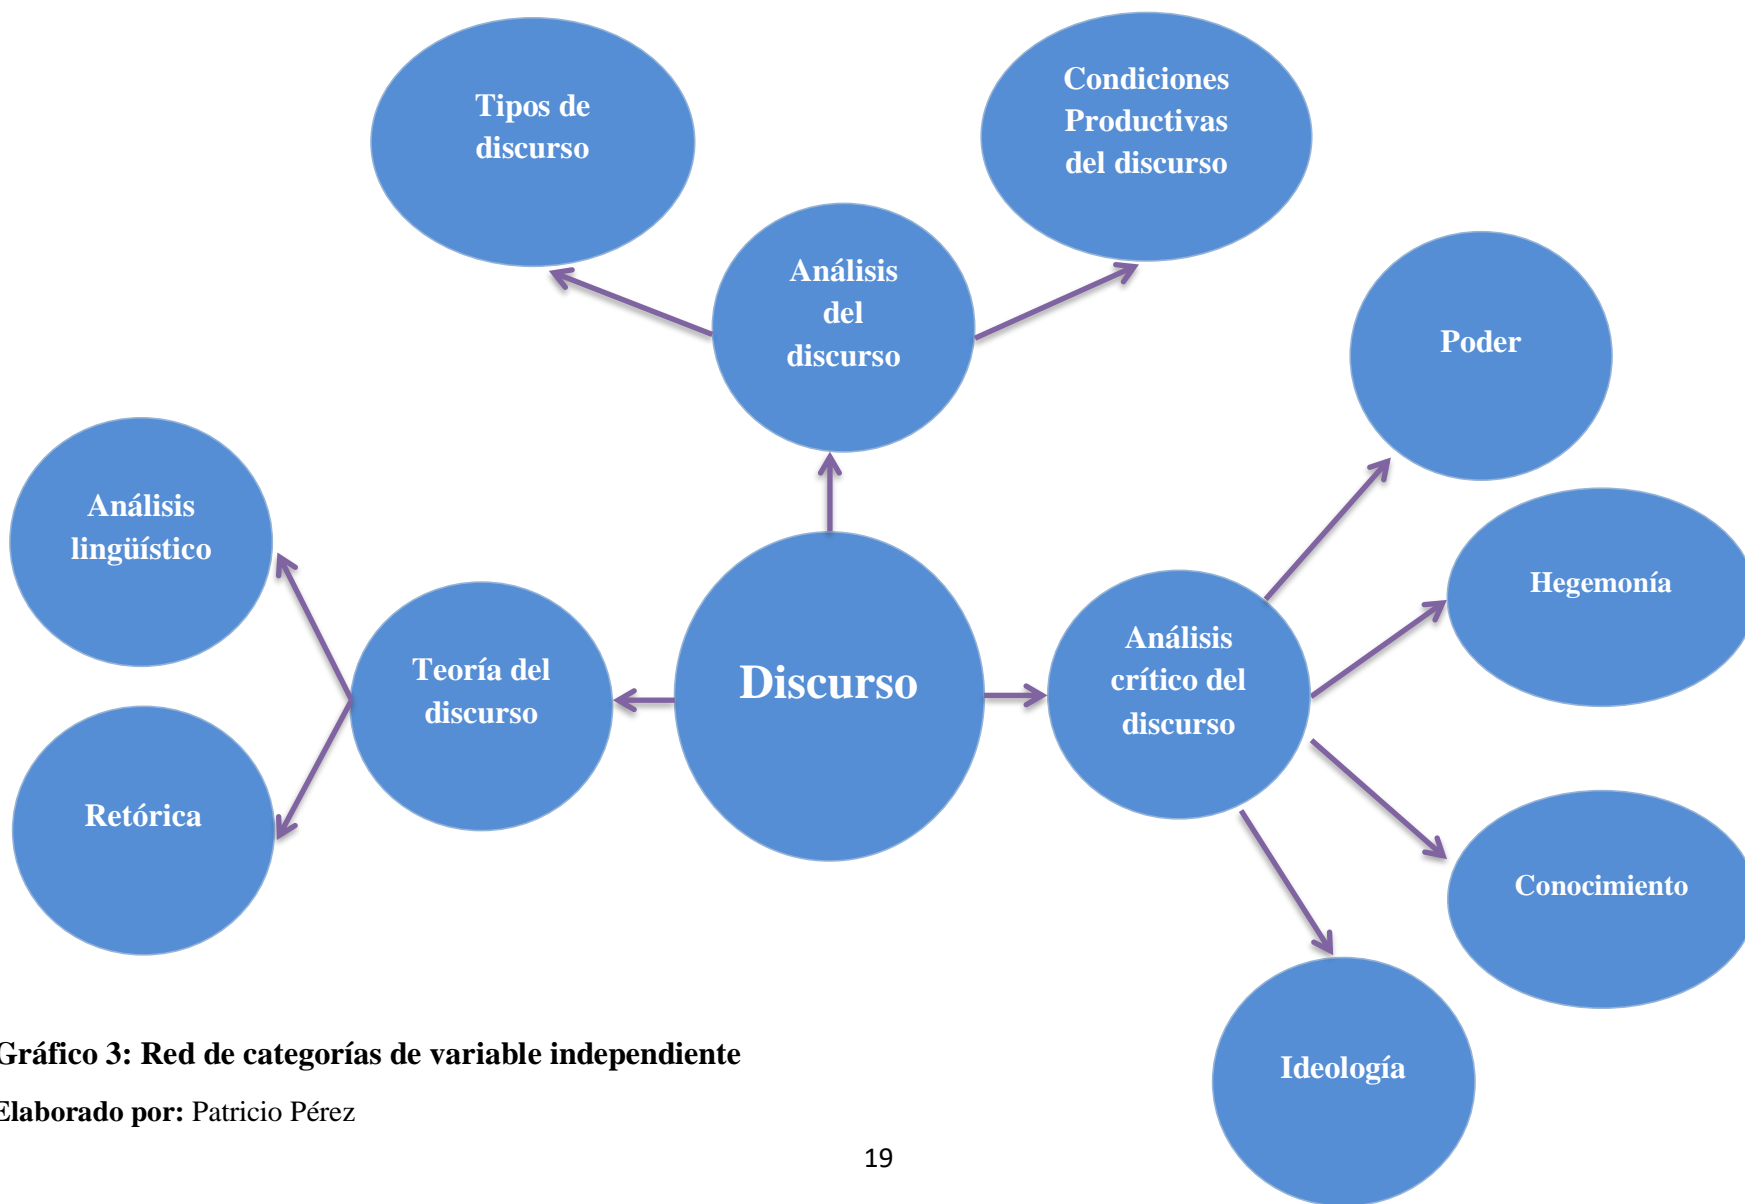 Tipos de
discurso
Condiciones
Productivas
del discurso
Análisis
del
discurso
Poder
Análisis
lingüístico
Hegemonía
Teoría del
discurso
Discurso
Análisis
crítico del
discurso
Retórica
Conocimiento
Ideología
Gráfico 3: Red de categorías de variable independiente
Elaborado por: Patricio Pérez
19